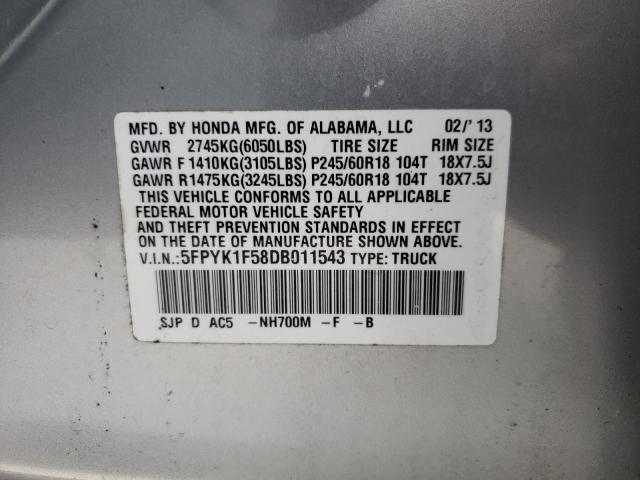 MFD. BY HONDA MFG. OF ALABAMA, LLC 02/'13
GVWR 2745KG(6050LBS) TIRE SIZE RIM SIZE
GAWR F 1410KG(3105LBS) P245/60R18 104T 18X7.5J
GAWR R1475KG(3245LBS) P245/60R18 104T 18X7.5J
THIS VEHICLE CONFORMS TO ALL APPLICABLE
FEDERAL MOTOR VEHICLE SAFETY
AND THEFT PREVENTION STANDARDS IN EFFECT
ON THE DATE OF MANUFACTURE SHOWN ABOVE.
V.I.N.:5FPYK1F58DB011543 TYPE: TRUCK
SJP D AC5 -NH700M -F -B